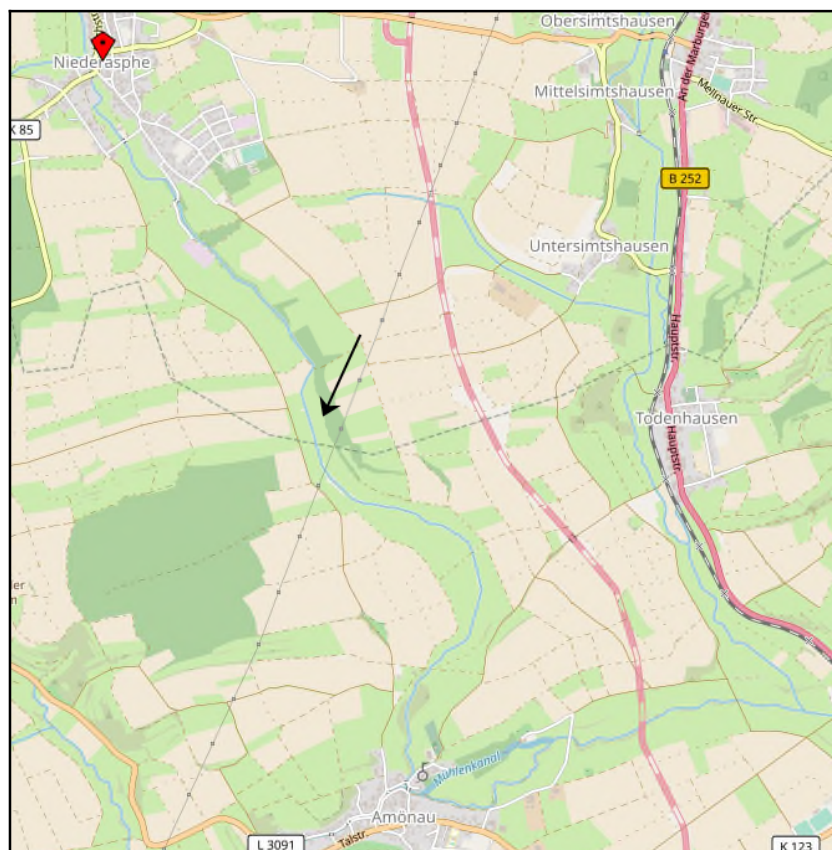 Obersimtshausen
An der Marburger
Niederasphe
Mittelsimtshausen
Mellnauer Str.
K 85
B 252
Untersimtshausen
Hauptstr.
Todenhausen
Hauptstr.
Mühlenkanal
Amönau
Talstr.
L 3091
K 123